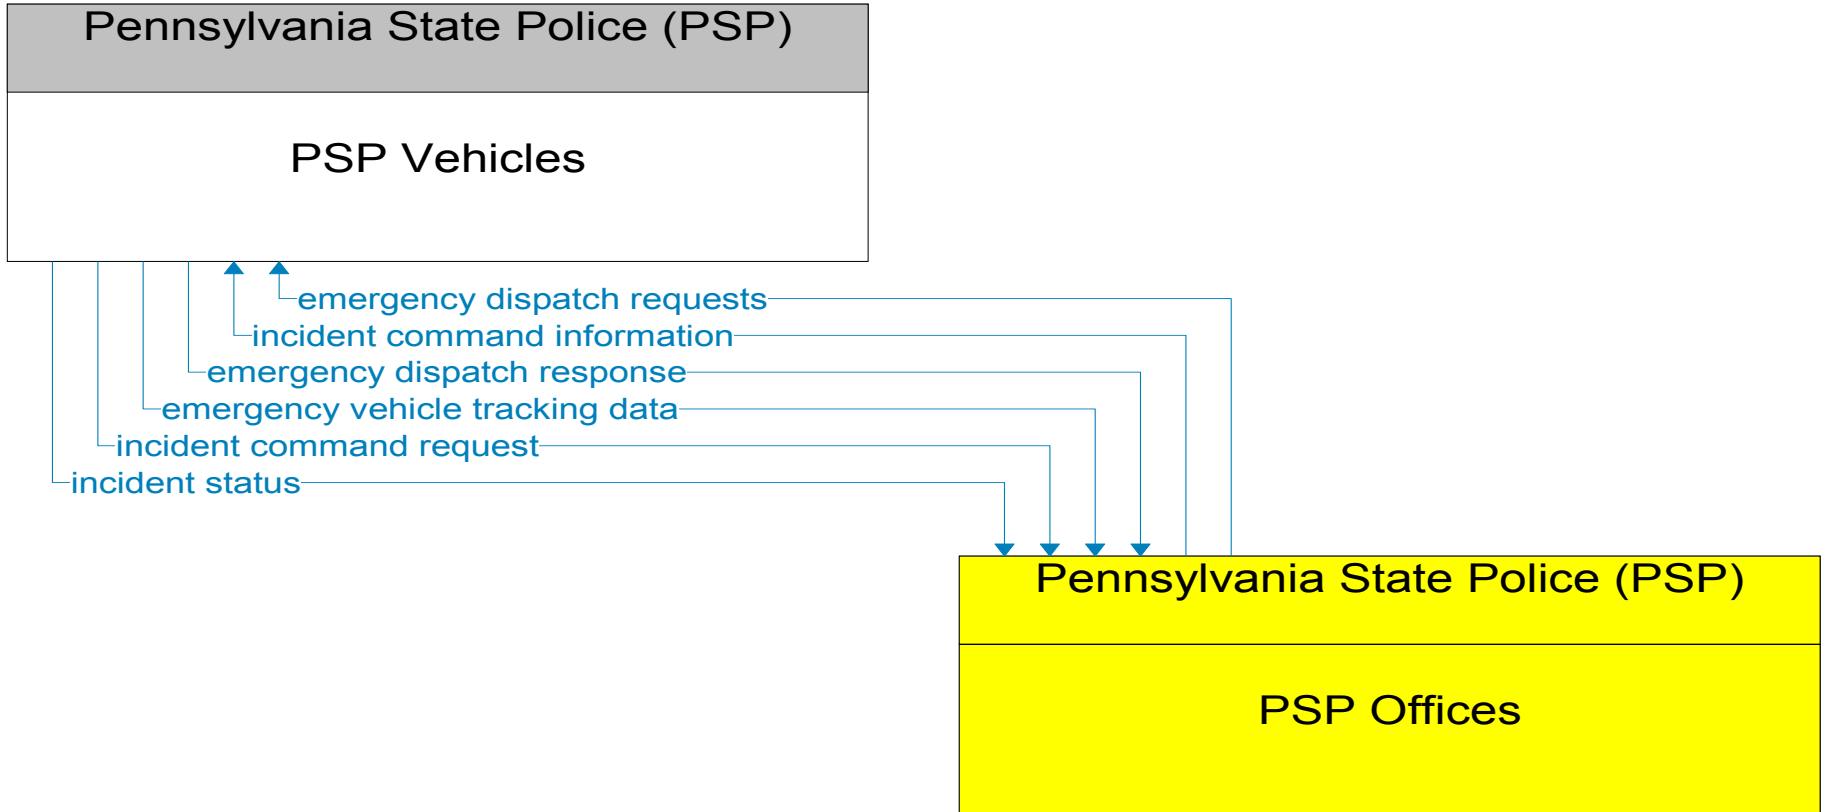 Pennsylvania State Police (PSP)
PSP Vehicles
emergency dispatch requests
incident command information
emergency dispatch response
emergency vehicle tracking data
incident command request
incident status
Pennsylvania State Police (PSP)
PSP Offices